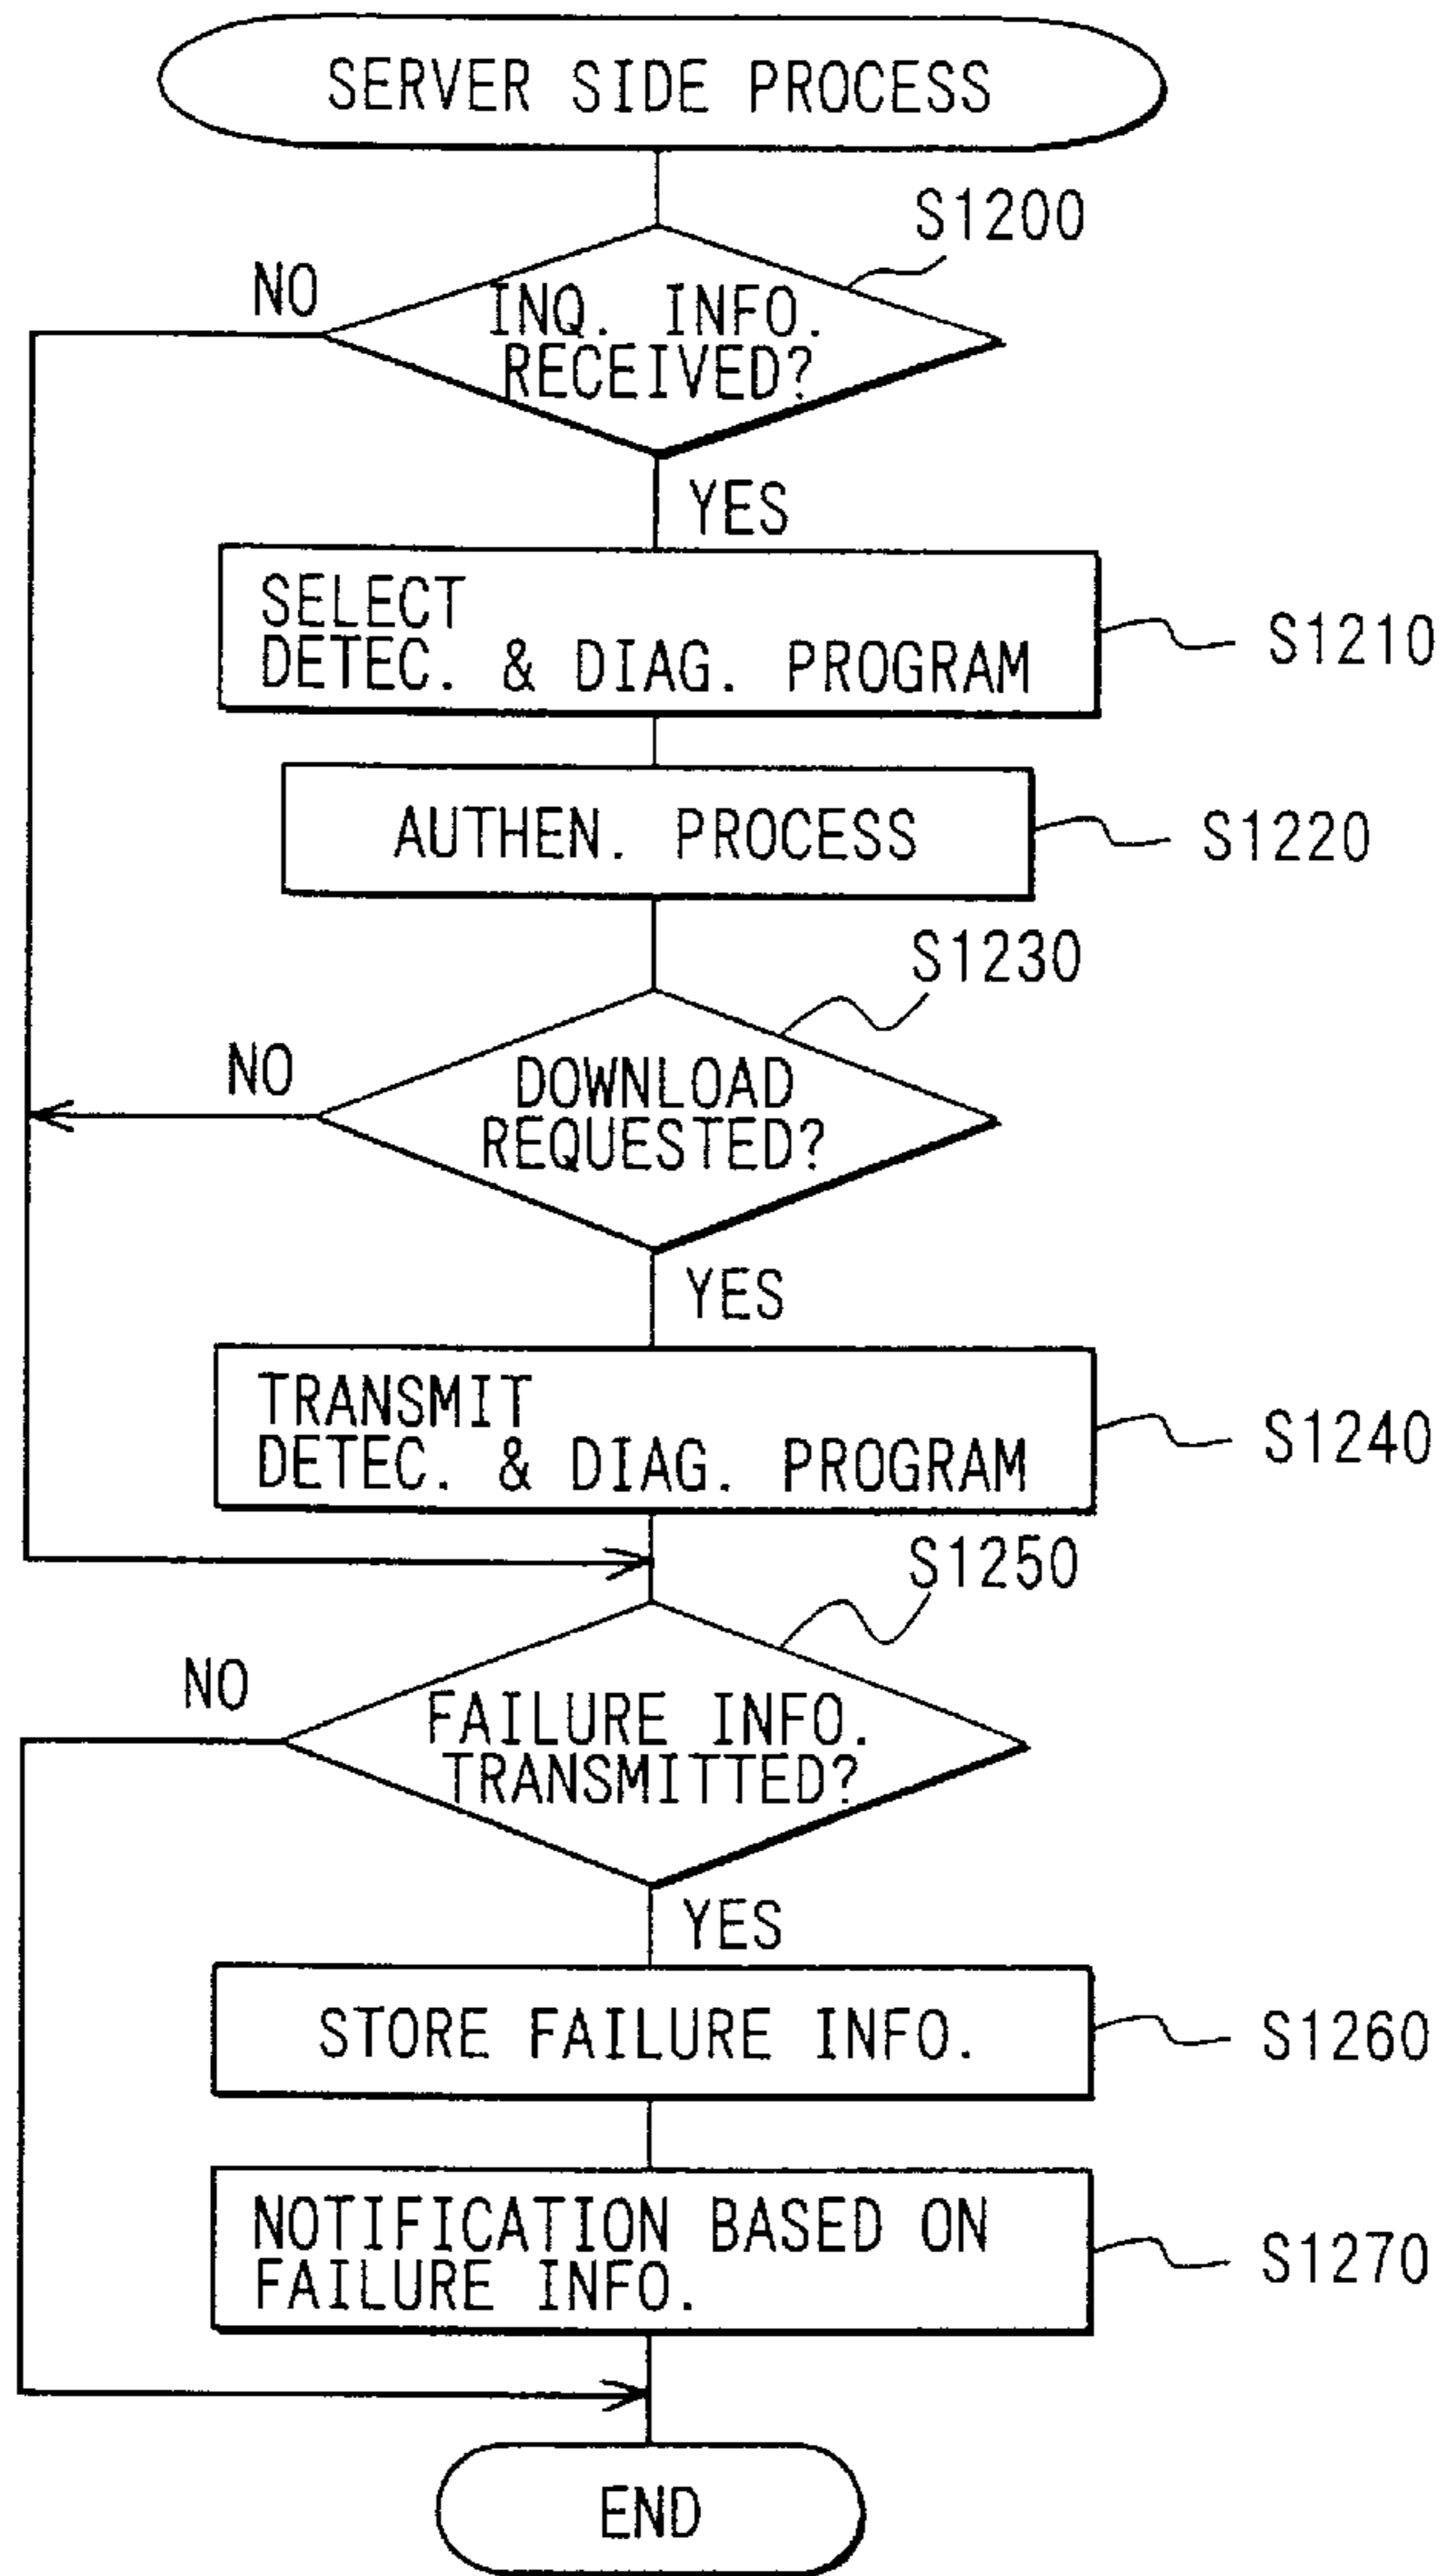 SERVER SIDE PROCESS
S1200
NO
INQ. INFO.
RECEIVED?
YES
SELECT
DETEC. & DIAG. PROGRAM
S1210
AUTHEN. PROCESS
S1220
S1230
NO
DOWNLOAD
REQUESTED?
YES
TRANSMIT
DETEC. & DIAG. PROGRAM
S1240
S1250
NO
FAILURE INFO.
TRANSMITTED?
YES
STORE FAILURE INFO.
S1260
NOTIFICATION BASED ON
FAILURE INFO.
S1270
END